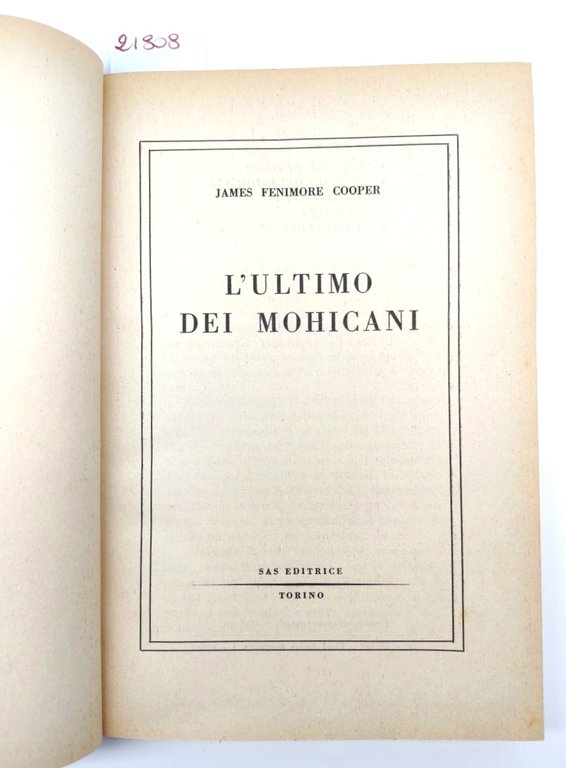 21808
JAMES FENIMORE COOPER
L'ULTIMO
DEI MOHICANI
SAS EDITRICE
TORINO